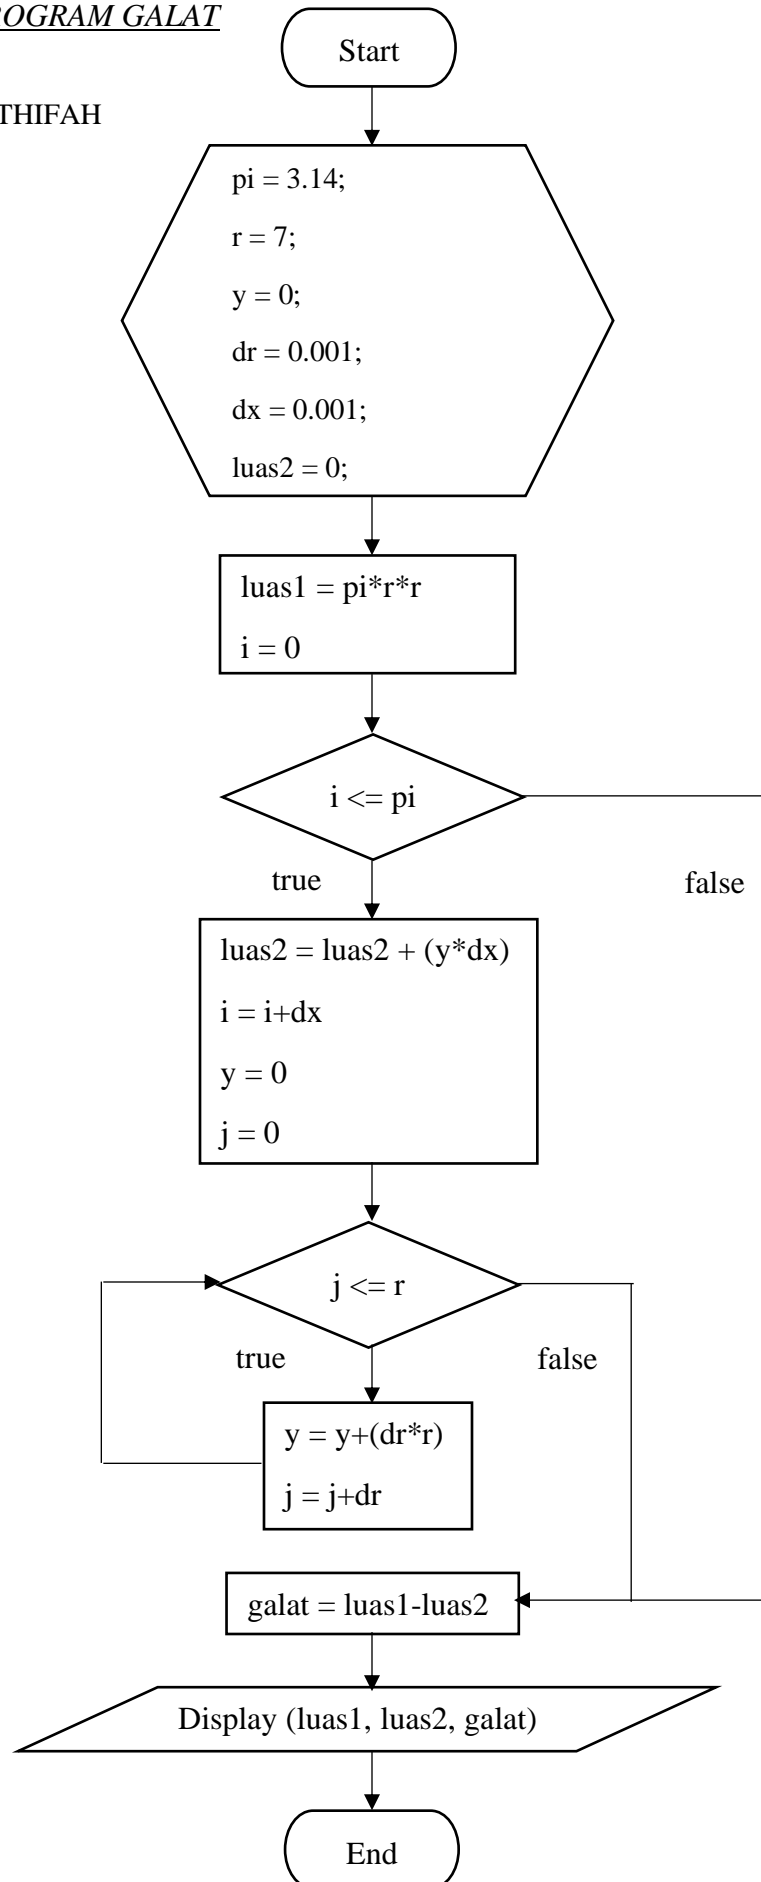 ROGRAM GALAT
THIFAH
Start
pi = 3.14;
r = 7;
y = 0;
dr = 0.001;
dx = 0.001;
luas2 = 0;
luas1 = pi*r*r
i = 0
i <= pi
true
false
luas2 = luas2 + (y*dx)
i = i+dx
y = 0
j = 0
j <= r
true
false
y = y+(dr*r)
j = j+dr
galat = luas1-luas2
Display (luas1, luas2, galat)
End